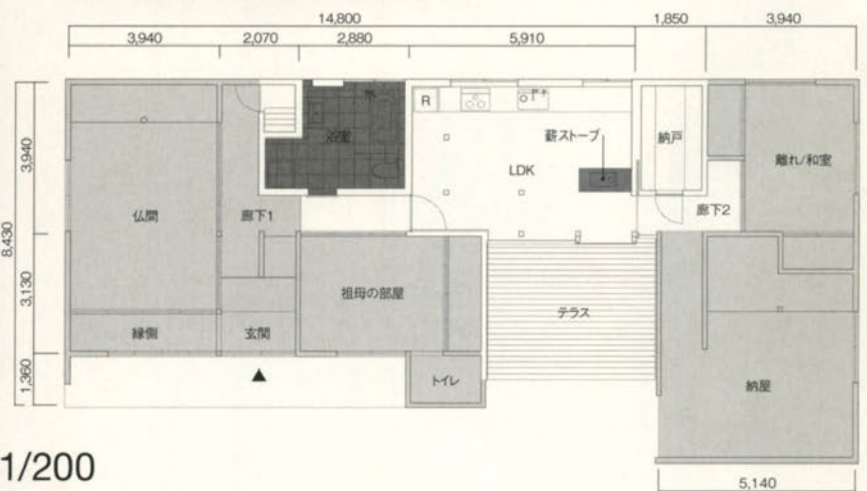 14,800
1,850
3,940
3,940
2,070
2,880
5,910
8,430
3,940
3,130
1,360
R
浴室
薪ストーブ
LDK
納戸
離れ/和室
仏間
廊下1
廊下2
祖母の部屋
テラス
縁側
玄関
トイレ
納屋
1/200
5,140